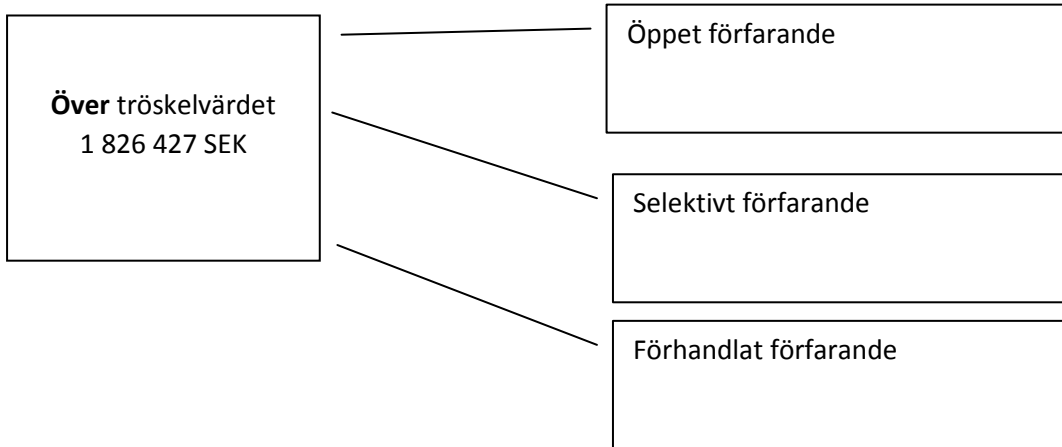 Över tröskelvärdet
1 826 427 SEK
Öppet förfarande
Selektivt förfarande
Förhandlat förfarande